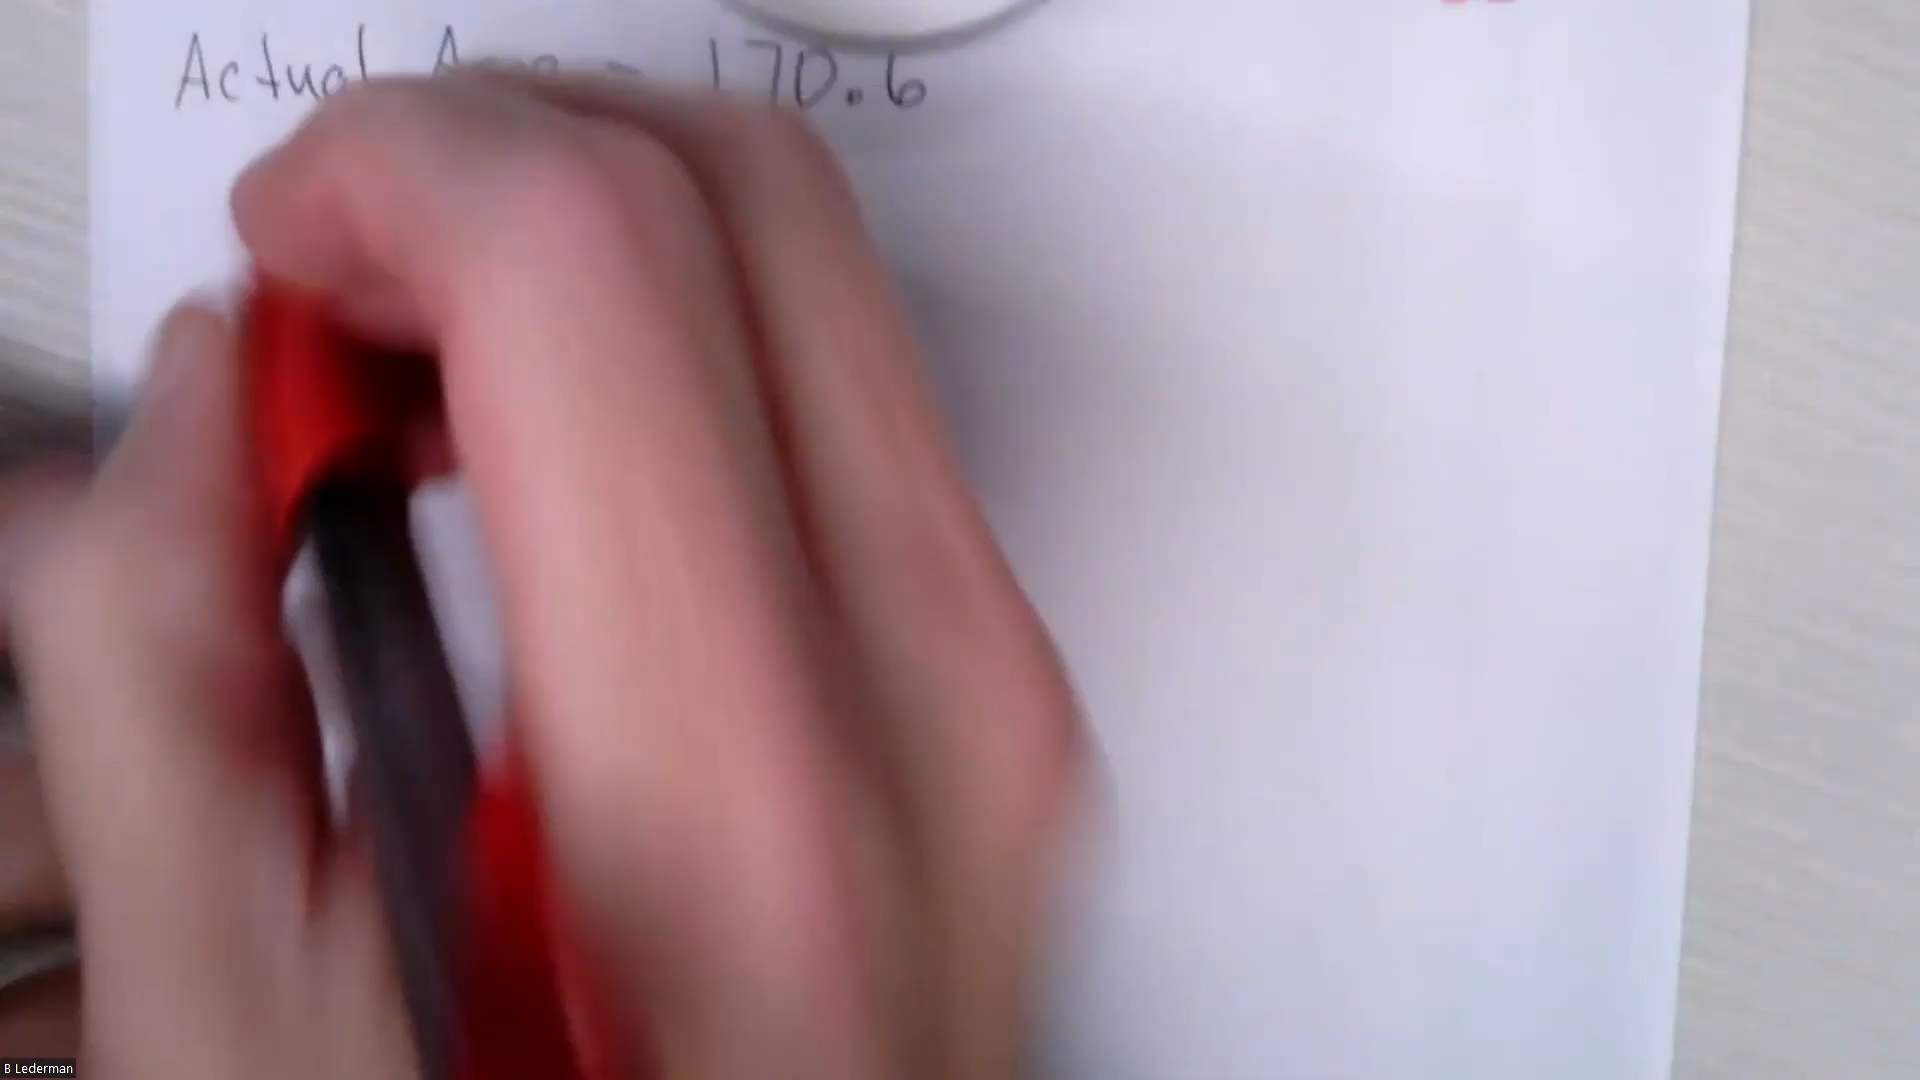 Actual = 170.6
B Lederman